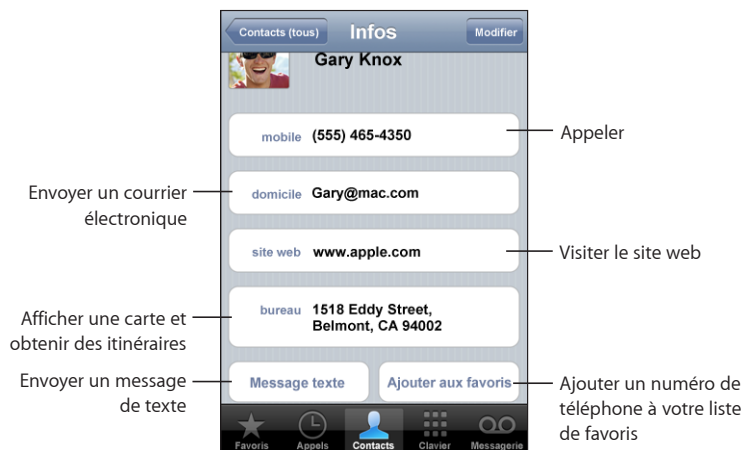 Contacts (tous)
Infos
Modifier
Gary Knox
mobile (555) 465-4350
Appeler
Envoyer un courrier
électronique
domicile Gary@mac.com
site web www.apple.com
Visiter le site web
Afficher une carte et
obtenir des itinéraires
bureau 1518 Eddy Street,
Belmont, CA 94002
Envoyer un message
de texte
Message texte
Ajouter aux favoris
Ajouter un numéro de
téléphone à votre liste
de favoris
Favoris
Appels
Contacts
Clavier
Messagerie